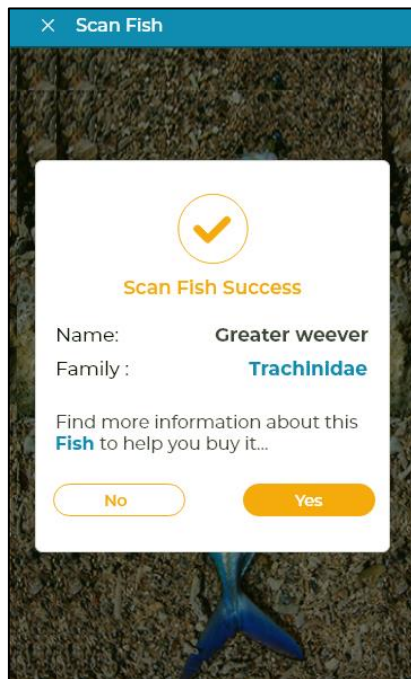 × Scan Fish
Scan Fish Success
Name: Greater weever
Family : Trachinidae
Find more information about this
Fish to help you buy it...
No Yes